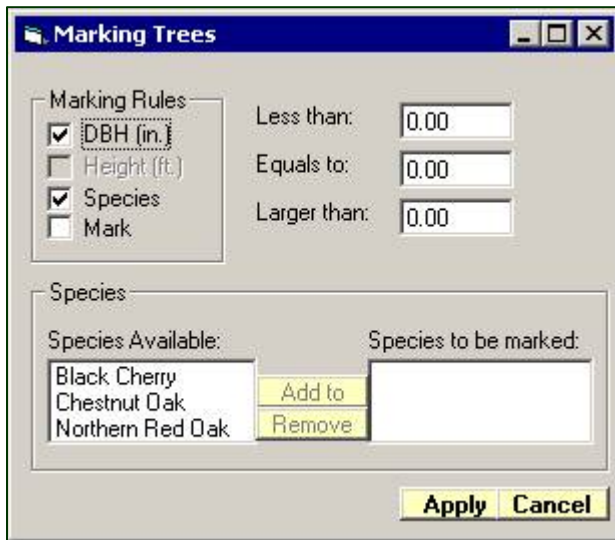 Marking Trees
Marking Rules
DBH (in.)
Height (ft.)
Species
Mark
Less than: 0.00
Equals to: 0.00
Larger than: 0.00
Species
Species Available:
Black Cherry
Chestnut Oak
Northern Red Oak
Add to
Remove
Species to be marked:
Apply Cancel